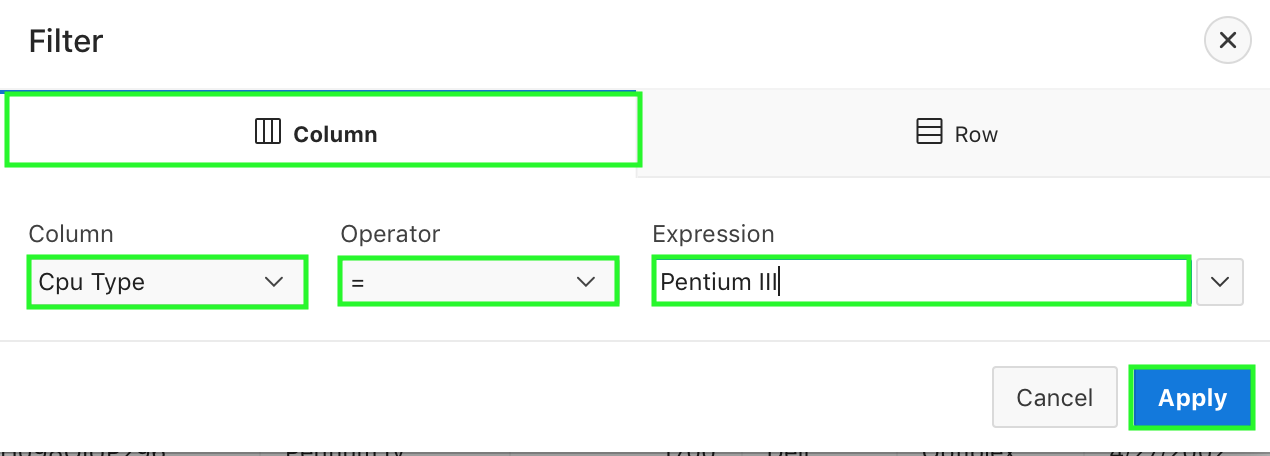 Filter
Column Row
Column Operator Expression
Cpu Type = Pentium III
Cancel Apply